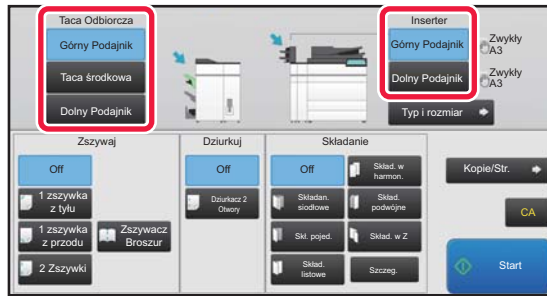 Taca Odbiorcza
Górny Podajnik
Taca środkowa
Dolny Podajnik
Inserter
Górny Podajnik
Zwykły
A3
Dolny Podajnik
Zwykły
A3
Typ i rozmiar
Zszywaj
Off
1 zszywka
z tyłu
1 zszywka
z przodu
Zszywacz
Broszur
2 Zszywki
Dziurkuj
Off
Dziurkacz 2
Otwory
Składanie
Off
Skład. w
harmon.
Składan.
siodłowe
Skład.
podwójne
Skł. pojed.
Skład. w Z
Skład.
listowe
Szczeg.
Kopie/Str.
CA
Start